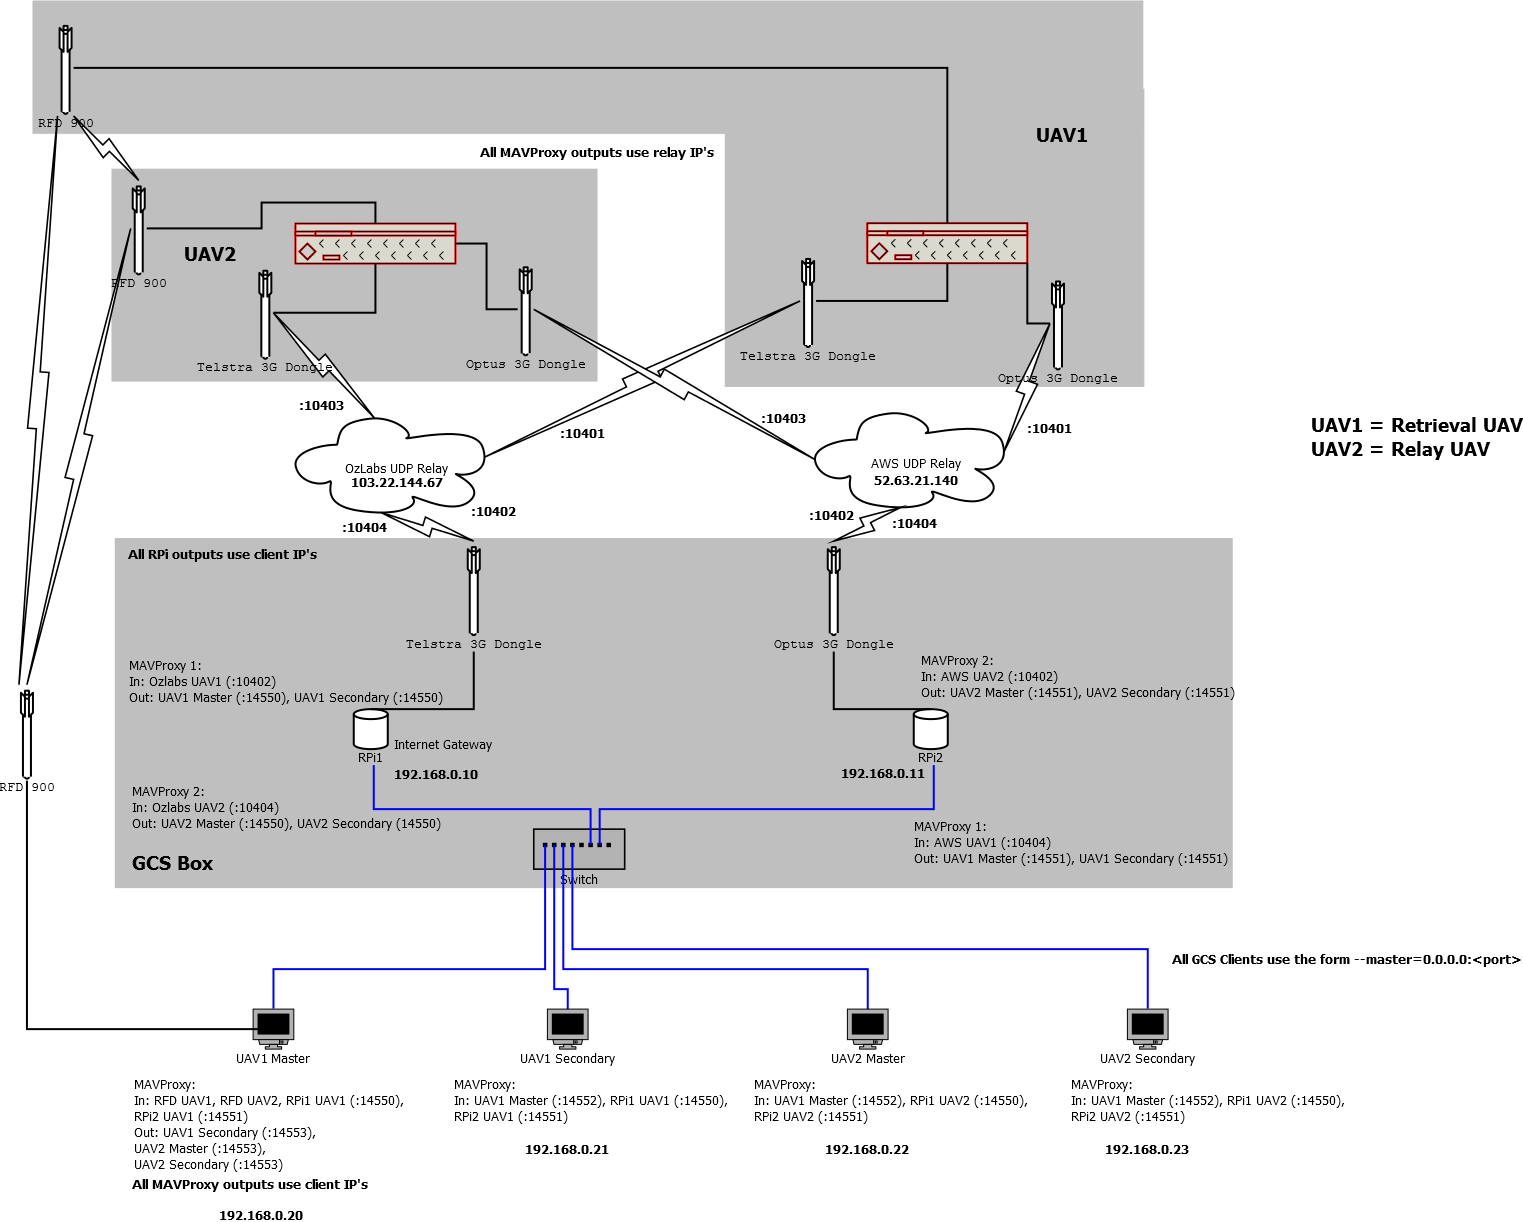 RFD 900
UAV1
All MAVProxy outputs use relay IP's
UAV2
RFD 900
Telstra 3G Dongle
Optus 3G Dongle
Telstra 3G Dongle
Optus 3G Dongle
:10403
:10401
:10403
:10401
UAV1 = Retrieval UAV
UAV2 = Relay UAV
OzLabs UDP Relay
103.22.144.67
AWS UDP Relay
52.63.21.140
:10404
:10402
:10402
:10404
All RPi outputs use client IP's
Telstra 3G Dongle
Optus 3G Dongle
MAVProxy 1:
In: Ozlabs UAV1 (:10402)
Out: UAV1 Master (:14550), UAV1 Secondary (:14550)
MAVProxy 2:
In: AWS UAV2 (:10402)
Out: UAV2 Master (:14551), UAV2 Secondary (:14551)
Internet Gateway
RPi1
192.168.0.10
RPi2
192.168.0.11
RFD 900
MAVProxy 2:
In: Ozlabs UAV2 (:10404)
Out: UAV2 Master (:14550), UAV2 Secondary (14550)
MAVProxy 1:
In: AWS UAV1 (:10404)
Out: UAV1 Master (:14551), UAV1 Secondary (:14551)
GCS Box
Switch
All GCS Clients use the form --master=0.0.0.0:<port>
UAV1 Master
MAVProxy:
In: RFD UAV1, RFD UAV2, RPi1 UAV1 (:14550),
RPi2 UAV1 (:14551)
Out: UAV1 Secondary (:14553),
UAV2 Master (:14553),
UAV2 Secondary (:14553)
All MAVProxy outputs use client IP's
192.168.0.20
UAV1 Secondary
MAVProxy:
In: UAV1 Master (:14552), RPi1 UAV1 (:14550),
RPi2 UAV1 (:14551)
192.168.0.21
UAV2 Master
MAVProxy:
In: UAV1 Master (:14552), RPi1 UAV2 (:14550),
RPi2 UAV2 (:14551)
192.168.0.22
UAV2 Secondary
MAVProxy:
In: UAV1 Master (:14552), RPi1 UAV2 (:14550),
RPi2 UAV2 (:14551)
192.168.0.23